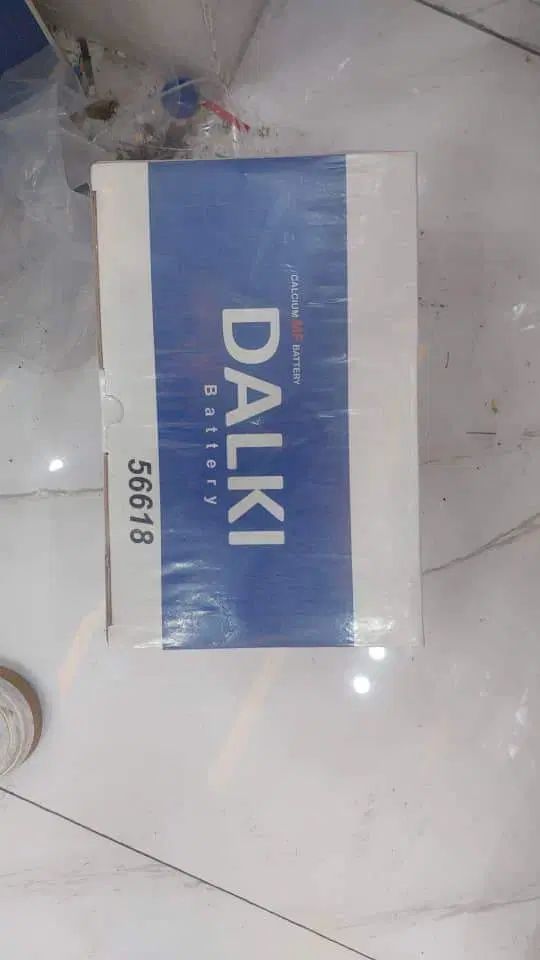 //CALCIUM MF BATTERY
DALKI
Battery
56618